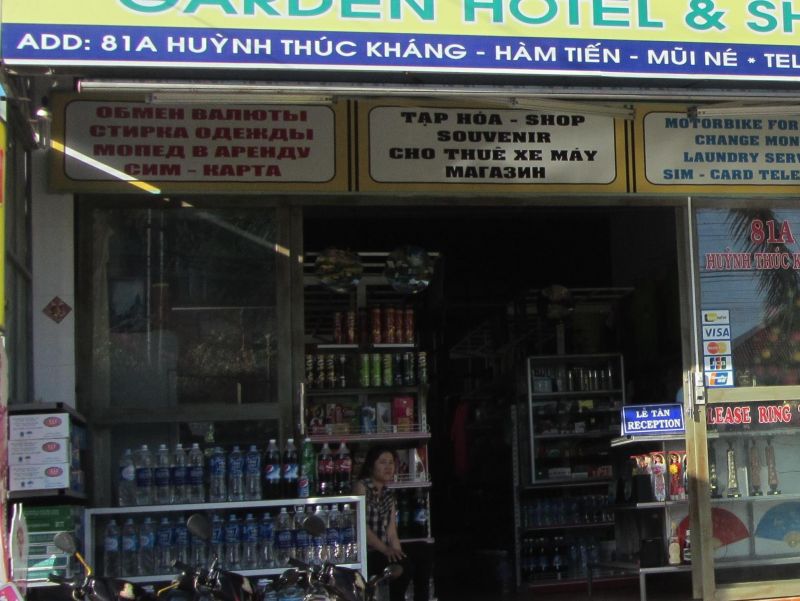 GARDEN HOTEL & SH
ADD: 81A HUỲNH THÚC KHÁNG - HÀM TIẾN - MŨI NÉ * TEL
ОБМЕН ВАЛЮТЫ
СТИРКА ОДЕЖДЫ
МОПЕД В АРЕНДУ
СИМ - КАРТА
TẠP HÓA - SHOP
SOUVENIR
CHO THUÊ XE MÁY
МАГАЗИН
MOTORBIKE FOR
CHANGE MON
LAUNDRY SERV
SIM - CARD TELE
81A
HUỲNH THÚC K
VISA
JCB
LỄ TÂN
RECEPTION
LEASE RING